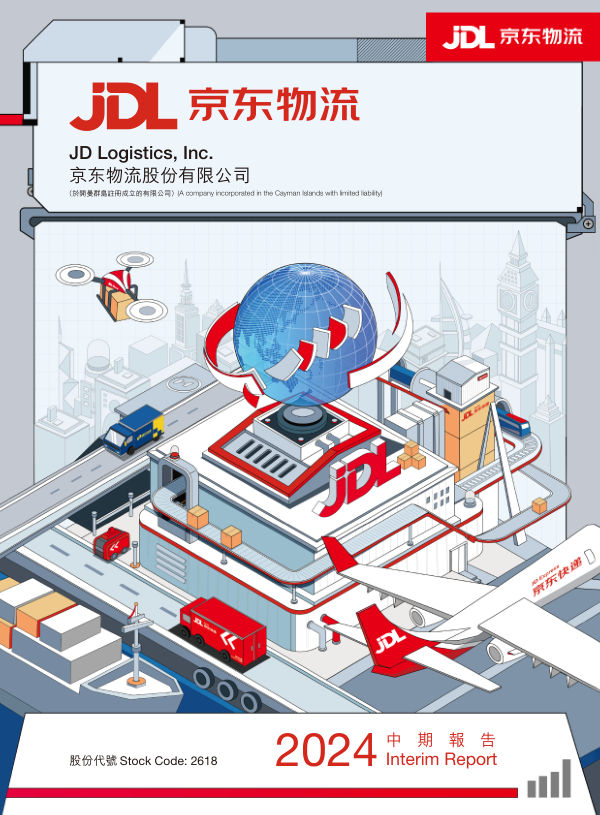 JDL 京东物流
JDL 京东物流
JD Logistics, Inc.
京东物流股份有限公司
（於開曼群島註冊成立的有限公司）(A company incorporated in the Cayman Islands with limited liability)
JDL
JDL
JD Express
京东快递
JDL
JDL
股份代號 Stock Code: 2618
2024 中期報告
Interim Report